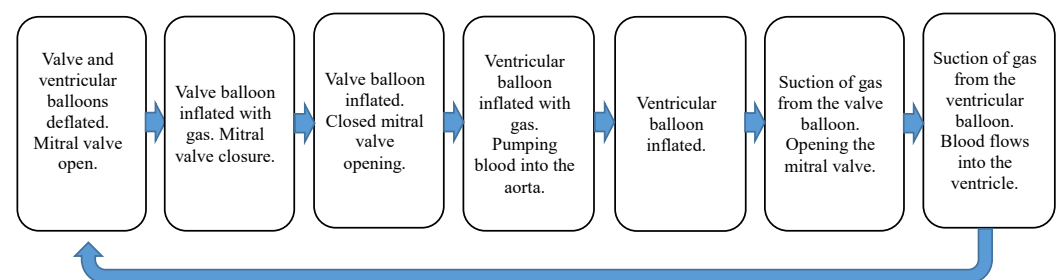 Valve and
ventricular
balloons
deflated.
Mitral valve
open.
Valve balloon
inflated with
gas. Mitral
valve closure.
Valve balloon
inflated.
Closed mitral
valve
opening.
Ventricular
balloon
inflated with
gas.
Pumping
blood into the
aorta.
Ventricular
balloon
inflated.
Suction of gas
from the valve
balloon.
Opening the
mitral valve.
Suction of gas
from the
ventricular
balloon.
Blood flows
into the
ventricle.